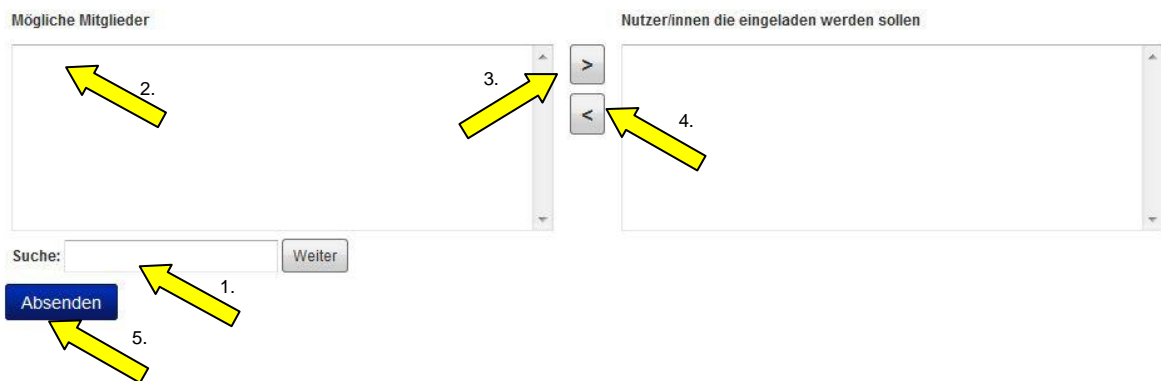 Mögliche Mitglieder
Nutzer/innen die eingeladen werden sollen
2.
3.
>
<
4.
Suche:
Weiter
1.
Absenden
5.